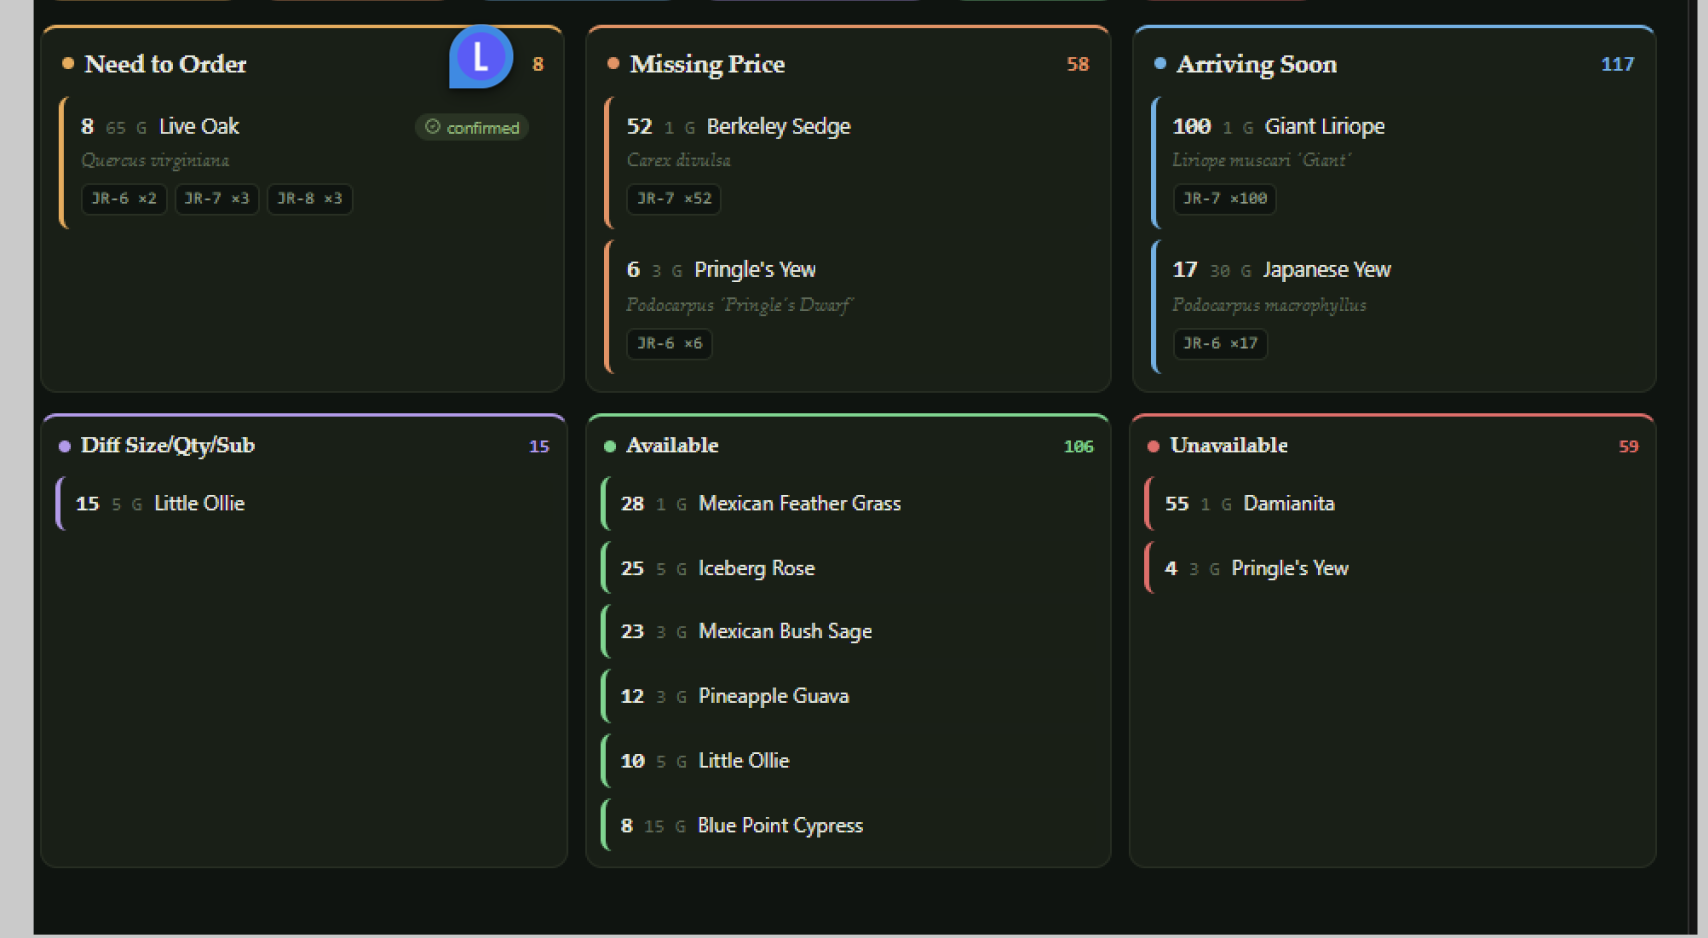 Need to Order
L
8
8 65 G Live Oak
confirmed
Quercus virginiana
JR-6 ×2
JR-7 ×3
JR-8 ×3
Missing Price
58
52 1 G Berkeley Sedge
Carex divulsa
JR-7 ×52
6 3 G Pringle's Yew
Podocarpus 'Pringle's Dwarf'
JR-6 ×6
Arriving Soon
117
100 1 G Giant Liriope
Liriope muscari 'Giant'
JR-7 ×100
17 30 G Japanese Yew
Podocarpus macrophyllus
JR-6 ×17
Diff Size/Qty/Sub
15
15 5 G Little Ollie
Available
106
28 1 G Mexican Feather Grass
25 5 G Iceberg Rose
23 3 G Mexican Bush Sage
12 3 G Pineapple Guava
10 5 G Little Ollie
8 15 G Blue Point Cypress
Unavailable
59
55 1 G Damianita
4 3 G Pringle's Yew